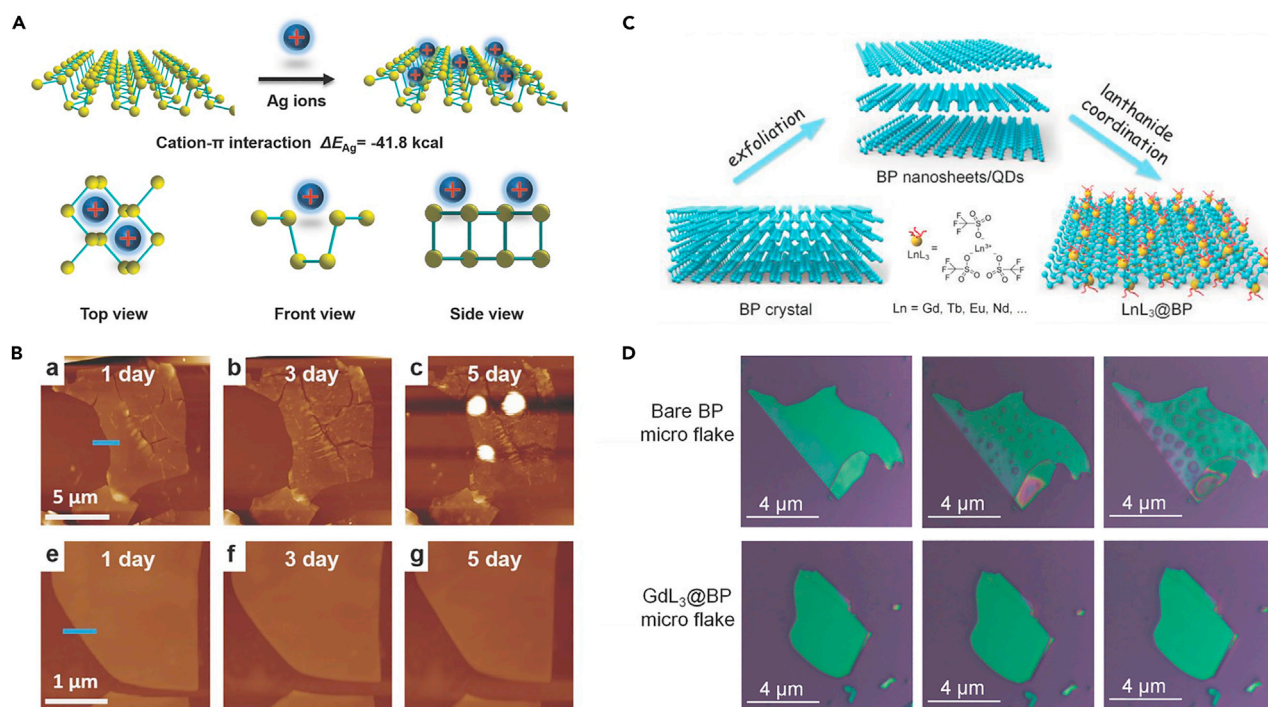 A
Ag ions
Cation-π interaction ΔE_Ag= -41.8 kcal
Top view
Front view
Side view
B
a
1 day
b
3 day
c
5 day
5 µm
e
1 day
f
3 day
g
5 day
1 µm
C
exfoliation
BP nanosheets/QDs
lanthanide
coordination
BP crystal
LnL₃ =
F
F
F
S
O
O
O
Ln³⁺
O
O
S
O
F
F
F
O
S
O
O
F
F
F
Ln = Gd, Tb, Eu, Nd, ...
LnL₃@BP
D
Bare BP
micro flake
4 µm
4 µm
4 µm
GdL₃@BP
micro flake
4 µm
4 µm
4 µm